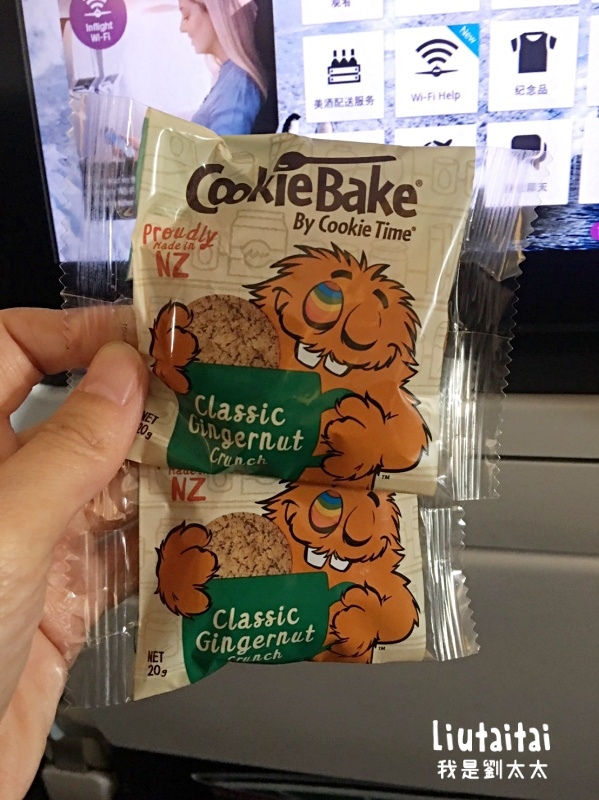 Inflight
Wi-Fi
美酒配送服务
Wi-Fi Help
New
纪念品
CookieBake®
By Cookie Time®
Proudly
Made in
NZ
Classic
Gingernut
Crunch
NET
20g
TM
Made in
NZ
Classic
Gingernut
Crunch
NET
20g
TM
Liutaitai
我是劉太太